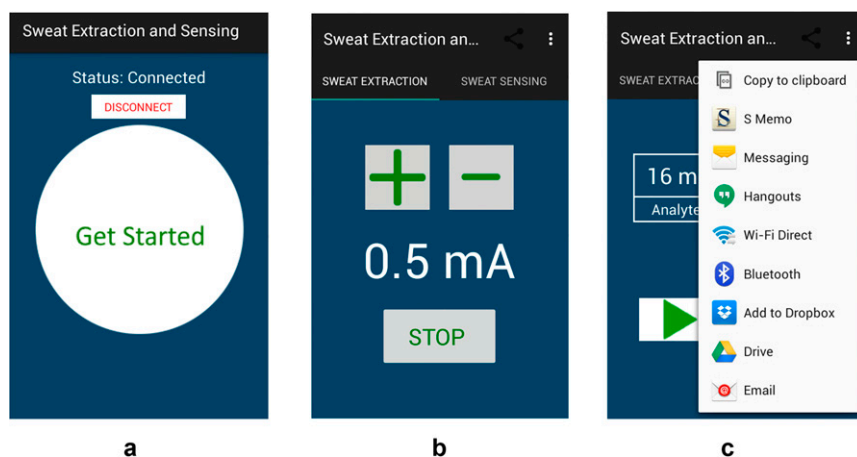 Sweat Extraction and Sensing
Status: Connected
DISCONNECT
Get Started
a
Sweat Extraction an...
SWEAT EXTRACTION SWEAT SENSING
+ −
0.5 mA
STOP
b
Sweat Extraction an...
SWEAT EXTRAC
16 m
Analyte
Copy to clipboard
S Memo
Messaging
Hangouts
Wi-Fi Direct
Bluetooth
Add to Dropbox
Drive
Email
c